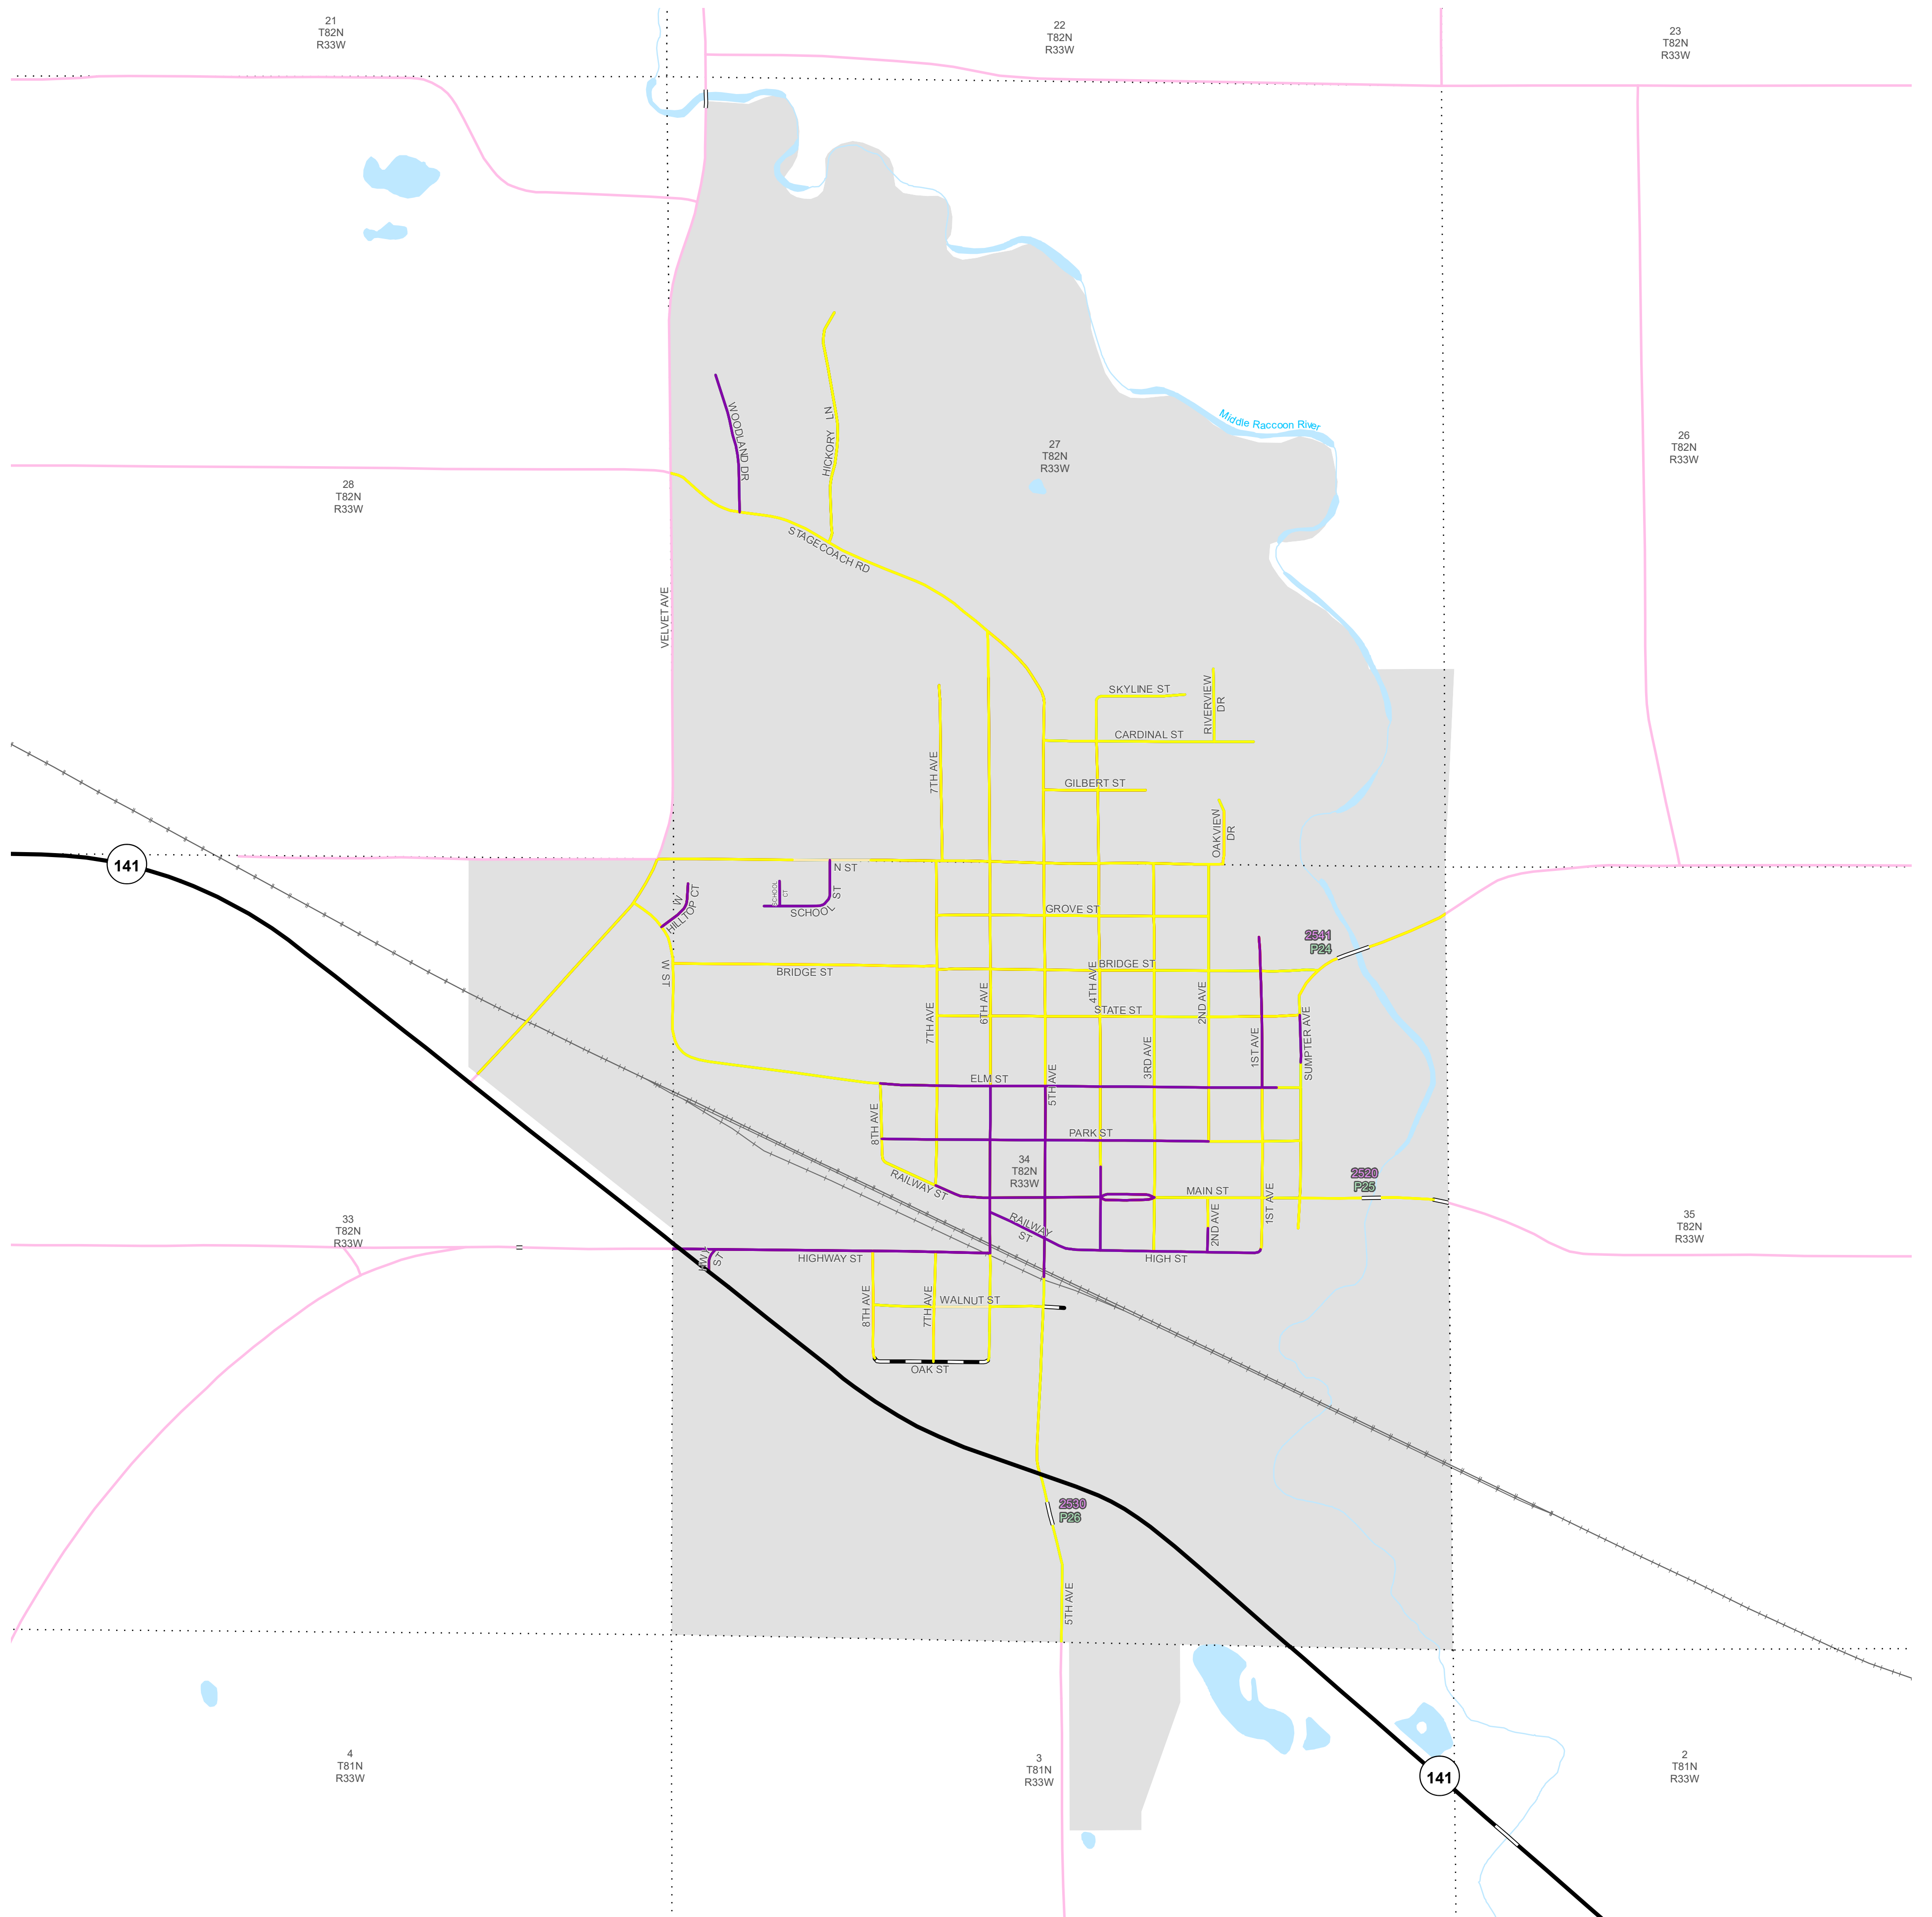 21
T82N
R33W
22
T82N
R33W
23
T82N
R33W
WOODLAND DR
HICKORY LN
Middle Raccoon River
27
T82N
R33W
26
T82N
R33W
28
T82N
R33W
STAGECOACH RD
VELVET AVE
SKYLINE ST
RIVERVIEW
DR
CARDINAL ST
7TH AVE
GILBERT ST
OAKVIEW
DR
141
N ST
W
HILLTOP CT
SCHOOL
CT
SCHOOL ST
GROVE ST
2541
P24
W ST
BRIDGE ST
BRIDGE ST
4TH AVE
6TH AVE
2ND AVE
STATE ST
7TH AVE
3RD AVE
1ST AVE
SUMPTER AVE
ELM ST
5TH AVE
8TH AVE
PARK ST
34
T82N
R33W
2520
P25
RAILWAY ST
MAIN ST
1ST AVE
RAILWAY
ST
2ND AVE
33
T82N
R33W
35
T82N
R33W
HWY
ST
HIGHWAY ST
HIGH ST
8TH AVE
7TH AVE
WALNUT ST
OAK ST
2530
P26
5TH AVE
4
T81N
R33W
3
T81N
R33W
2
T81N
R33W
141